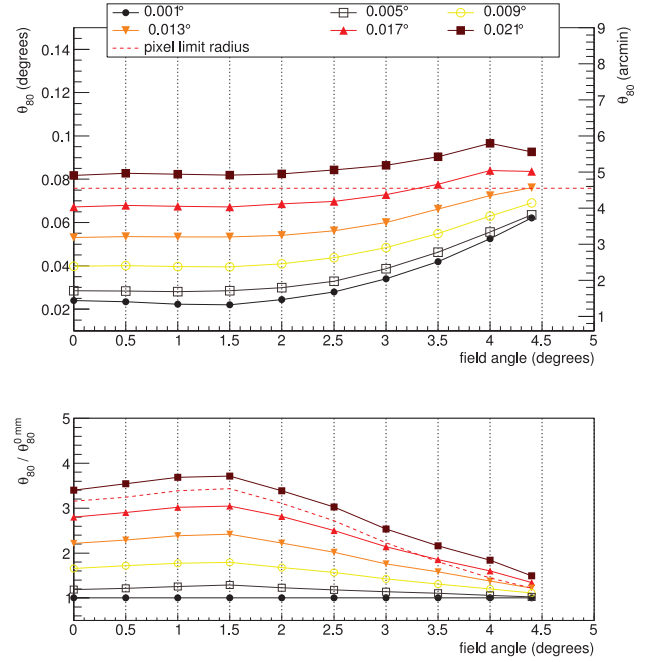 0.001° 0.005° 0.009°
0.013° 0.017° 0.021°
pixel limit radius
θ80 (degrees)
0.14
0.12
0.1
0.08
0.06
0.04
0.02
9
8
7
6
5
4
3
2
1
θ80 (arcmin)
0 0.5 1 1.5 2 2.5 3 3.5 4 4.5 5
field angle (degrees)
θ80 / θ80 0 mm
5
4
3
2
1
0 0.5 1 1.5 2 2.5 3 3.5 4 4.5 5
field angle (degrees)